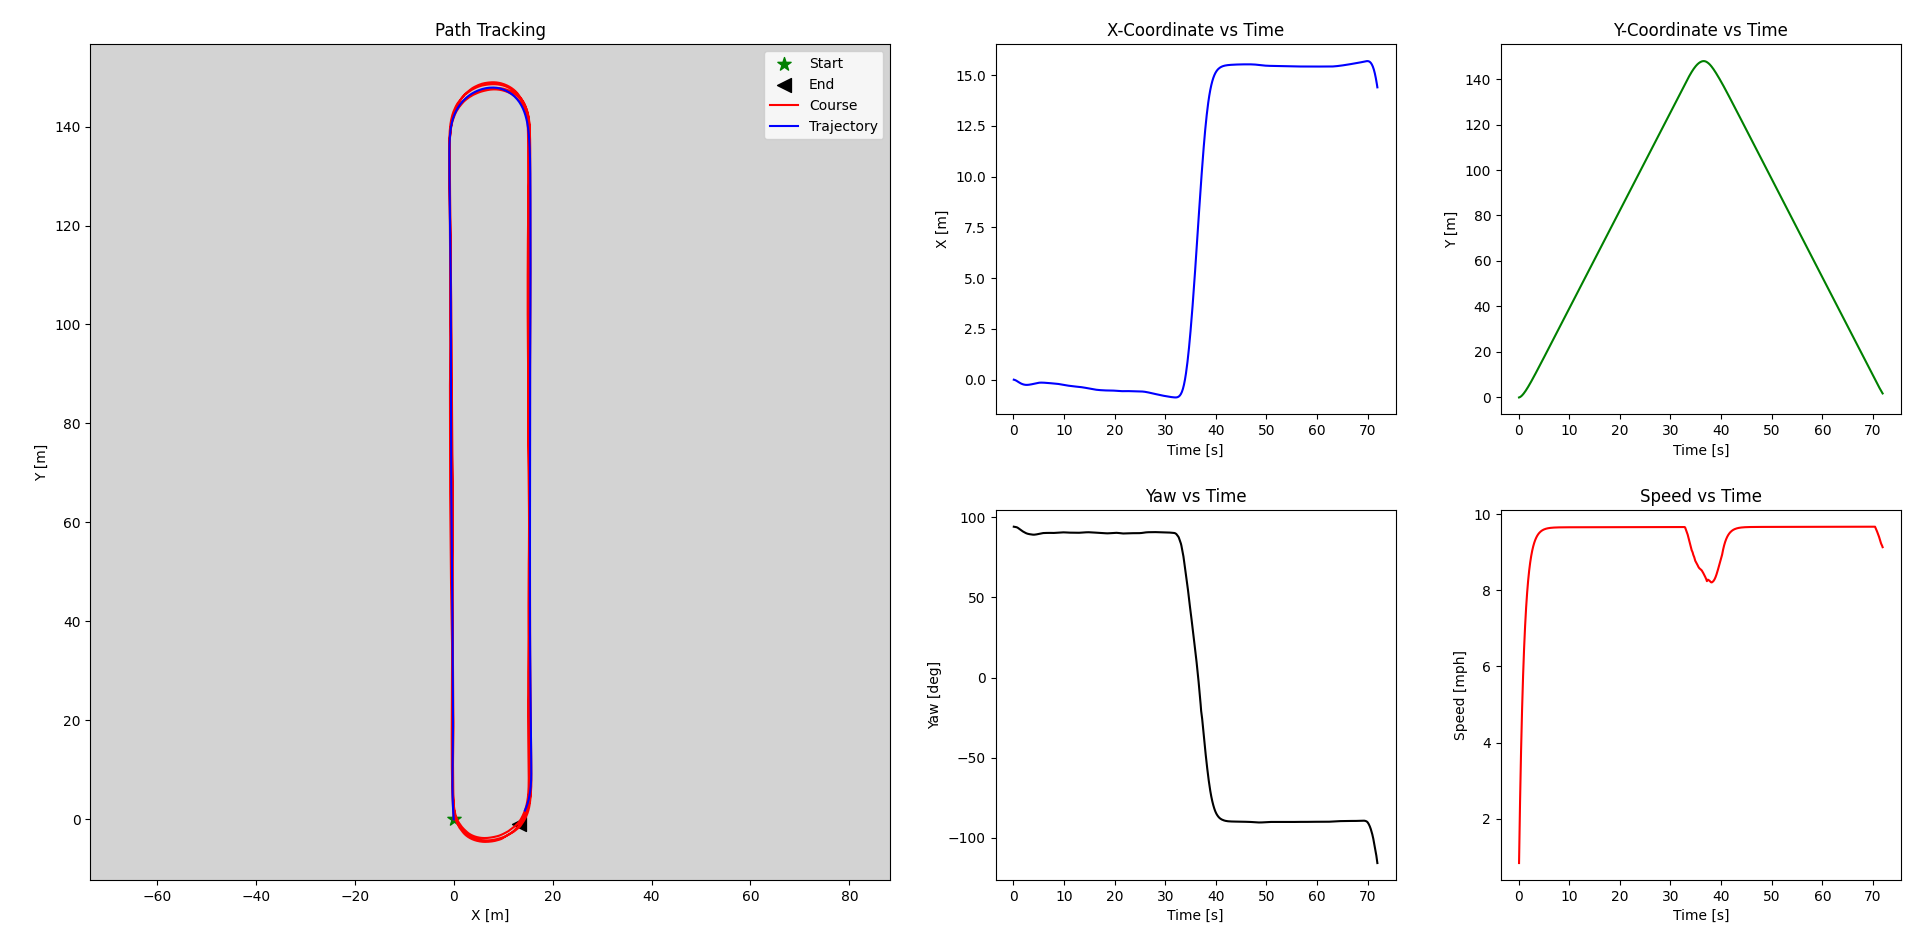 Path Tracking
Start
End
Course
Trajectory
140
120
100
80
60
40
20
0
Y [m]
−60 −40 −20 0 20 40 60 80
X [m]
X-Coordinate vs Time
15.0
12.5
10.0
7.5
5.0
2.5
0.0
X [m]
0 10 20 30 40 50 60 70
Time [s]
Y-Coordinate vs Time
140
120
100
80
60
40
20
0
Y [m]
0 10 20 30 40 50 60 70
Time [s]
Yaw vs Time
100
50
0
−50
−100
Yaw [deg]
0 10 20 30 40 50 60 70
Time [s]
Speed vs Time
10
8
6
4
2
Speed [mph]
0 10 20 30 40 50 60 70
Time [s]